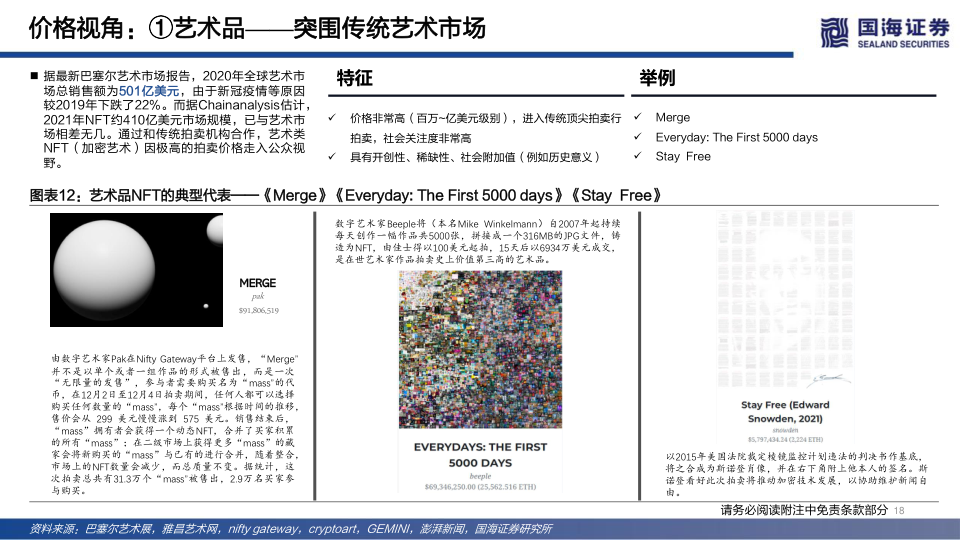 价格视角：①艺术品——突围传统艺术市场
国海证券
SEALAND SECURITIES
■ 据最新巴塞尔艺术市场报告，2020年全球艺术市
场总销售额为501亿美元，由于新冠疫情等原因
较2019年下跌了22%。而据Chainanalysis估计，
2021年NFT约410亿美元市场规模，已与艺术市
场相差无几。通过和传统拍卖机构合作，艺术类
NFT（加密艺术）因极高的拍卖价格走入公众视
野。
特征
✓ 价格非常高（百万~亿美元级别），进入传统顶尖拍卖行
拍卖，社会关注度非常高
✓ 具有开创性、稀缺性、社会附加值（例如历史意义）
举例
✓ Merge
✓ Everyday: The First 5000 days
✓ Stay Free
图表12：艺术品NFT的典型代表——《Merge》《Everyday: The First 5000 days》《Stay Free》
MERGE
pak
$91,806,519
由数字艺术家Pak在Nifty Gateway平台上发售，“Merge”
并不是以单个或者一组作品的形式被售出，而是一次
“无限量的发售”，参与者需要购买名为“mass”的代
币，在12月2日至12月4日拍卖期间，任何人都可以选择
购买任何数量的“mass”，每个“mass”根据时间的推移，
售价会从 299 美元慢慢涨到 575 美元。销售结束后，
“mass”拥有者会获得一个动态NFT，合并了买家积累
的所有“mass”：在二级市场上获得更多“mass”的藏
家会将新购买的“mass”与已有的进行合并，随着整合，
市场上的NFT数量会减少，而总质量不变。据统计，这
次拍卖总共有31.3万个“mass”被售出，2.9万名买家参
与购买。
数字艺术家Beeple将（本名Mike Winkelmann）自2007年起持续
每天创作一幅作品共5000张，拼接成一个316MB的JPG文件，铸
造为NFT，由佳士得以100美元起拍，15天后以6934万美元成交，
是在世艺术家作品拍卖史上价值第三高的艺术品。
EVERYDAYS: THE FIRST
5000 DAYS
beeple
$69,346,250.00 (25,562.516 ETH)
Stay Free (Edward
Snowden, 2021)
snowden
$5,797,434.24 (2,224 ETH)
以2015年美国法院裁定棱镜监控计划违法的判决书作基底，
将之合成为斯诺登肖像，并在右下角附上他本人的签名。斯
诺登看好此次拍卖将推动加密技术发展，以协助维护新闻自
由。
请务必阅读附注中免责条款部分 18
资料来源：巴塞尔艺术展，雅昌艺术网，nifty gateway，cryptoart，GEMINI，澎湃新闻，国海证券研究所